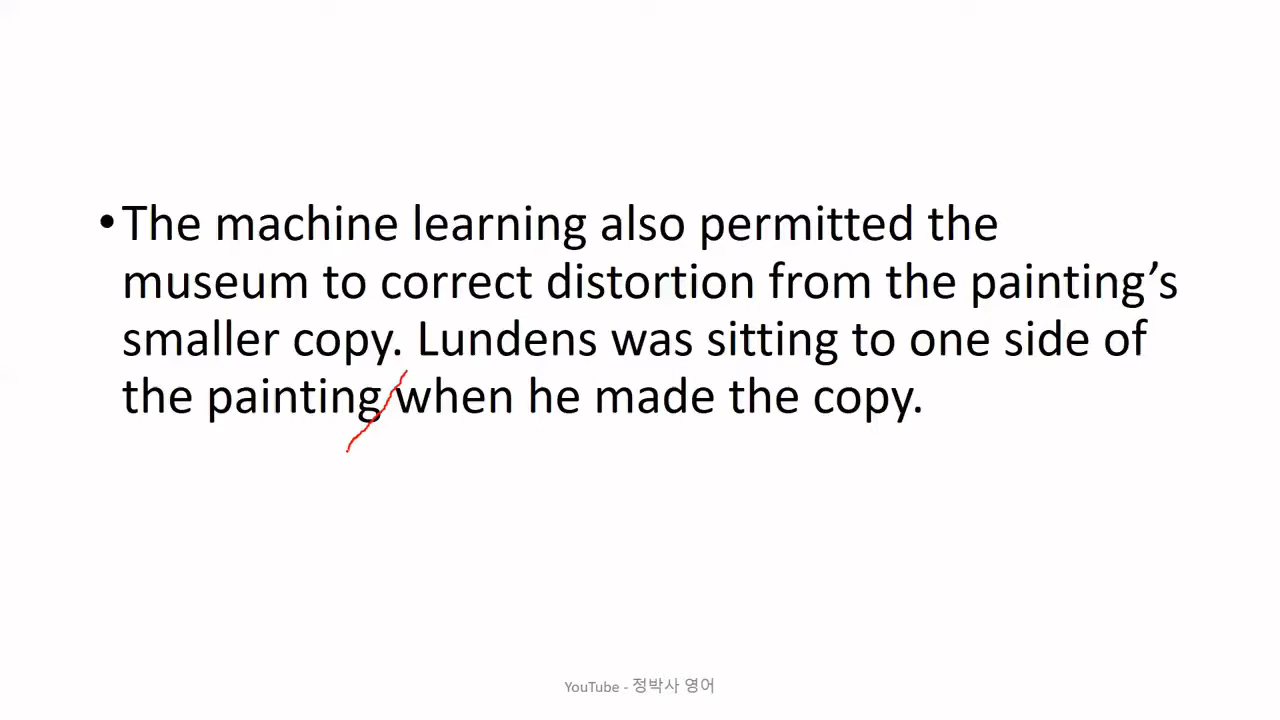 •The machine learning also permitted the
museum to correct distortion from the painting’s
smaller copy. Lundens was sitting to one side of
the painting when he made the copy.
YouTube - 정박사 영어